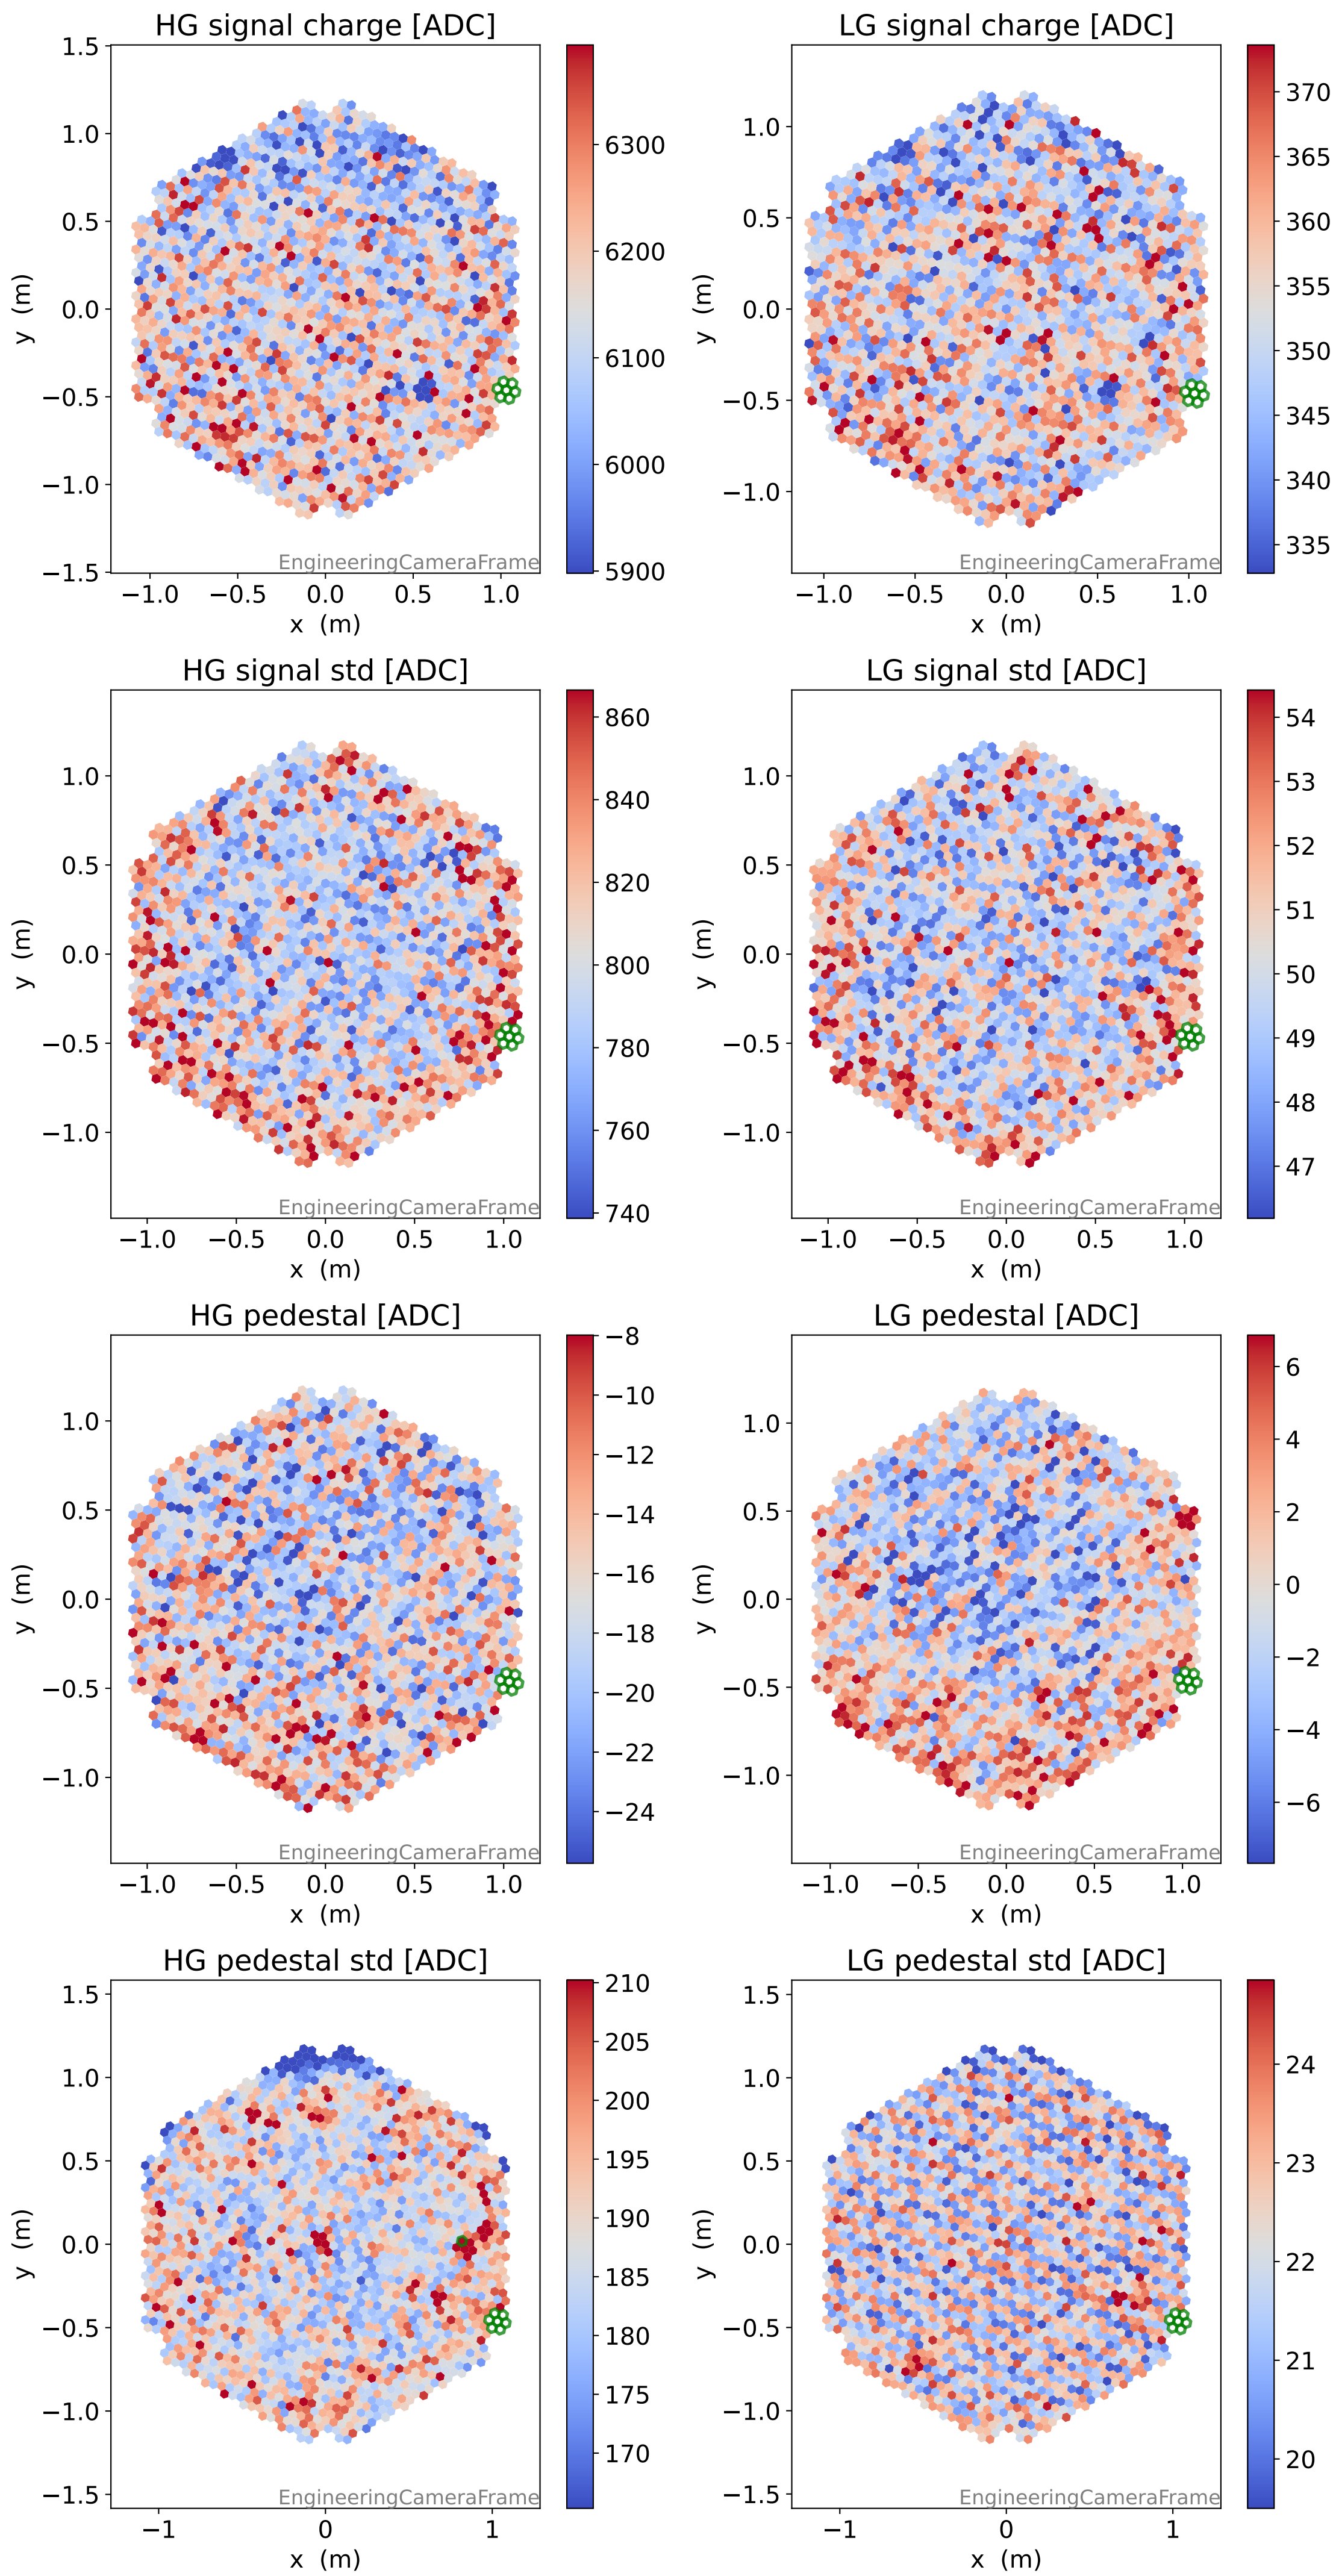 HG signal charge [ADC]
LG signal charge [ADC]
1.5
1.0
0.5
0.0
−0.5
−1.0
−1.5
y (m)
−1.0 −0.5 0.0 0.5 1.0
x (m)
EngineeringCameraFrame
6300
6200
6100
6000
5900
1.0
0.5
0.0
−0.5
−1.0
y (m)
−1.0 −0.5 0.0 0.5 1.0
x (m)
EngineeringCameraFrame
370
365
360
355
350
345
340
335
HG signal std [ADC]
LG signal std [ADC]
1.0
0.5
0.0
−0.5
−1.0
y (m)
−1.0 −0.5 0.0 0.5 1.0
x (m)
EngineeringCameraFrame
860
840
820
800
780
760
740
1.0
0.5
0.0
−0.5
−1.0
y (m)
−1.0 −0.5 0.0 0.5 1.0
x (m)
EngineeringCameraFrame
54
53
52
51
50
49
48
47
HG pedestal [ADC]
LG pedestal [ADC]
1.0
0.5
0.0
−0.5
−1.0
y (m)
−1.0 −0.5 0.0 0.5 1.0
x (m)
EngineeringCameraFrame
−8
−10
−12
−14
−16
−18
−20
−22
−24
1.0
0.5
0.0
−0.5
−1.0
y (m)
−1.0 −0.5 0.0 0.5 1.0
x (m)
EngineeringCameraFrame
6
4
2
0
−2
−4
−6
HG pedestal std [ADC]
LG pedestal std [ADC]
1.5
1.0
0.5
0.0
−0.5
−1.0
−1.5
y (m)
−1 0 1
x (m)
EngineeringCameraFrame
210
205
200
195
190
185
180
175
170
1.5
1.0
0.5
0.0
−0.5
−1.0
−1.5
y (m)
−1 0 1
x (m)
EngineeringCameraFrame
24
23
22
21
20